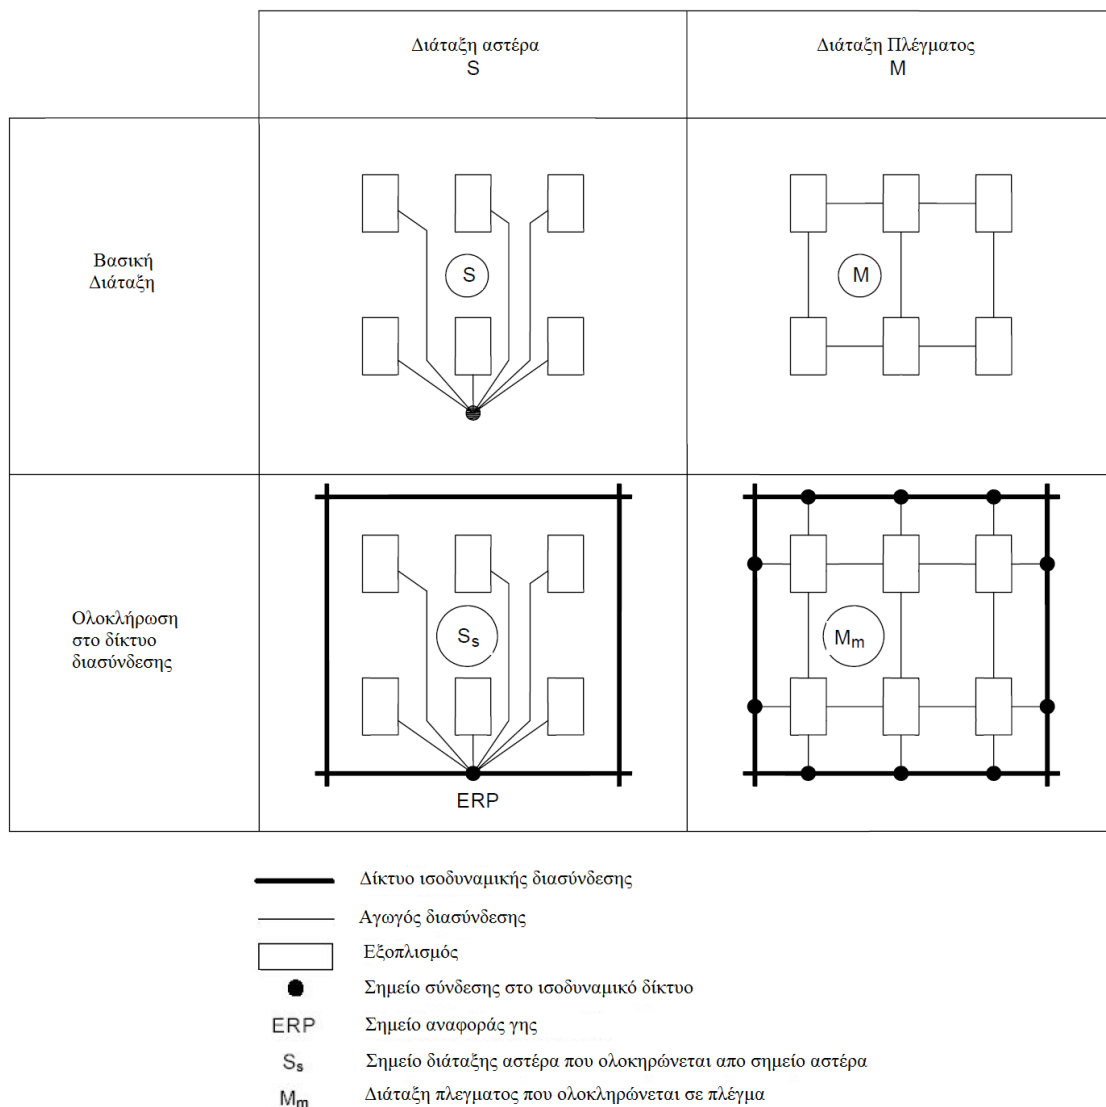 Διάταξη αστέρα
S
Διάταξη Πλέγματος
M
Βασική
Διάταξη
S
M
Ολοκλήρωση
στο δίκτυο
διασύνδεσης
Ss
Mm
ERP
Δίκτυο ισοδυναμικής διασύνδεσης
Αγωγός διασύνδεσης
Εξοπλισμός
Σημείο σύνδεσης στο ισοδυναμικό δίκτυο
ERP Σημείο αναφοράς γης
Ss Σημείο διάταξης αστέρα που ολοκηρώνεται απο σημείο αστέρα
Mm Διάταξη πλεγματος που ολοκληρώνεται σε πλέγμα